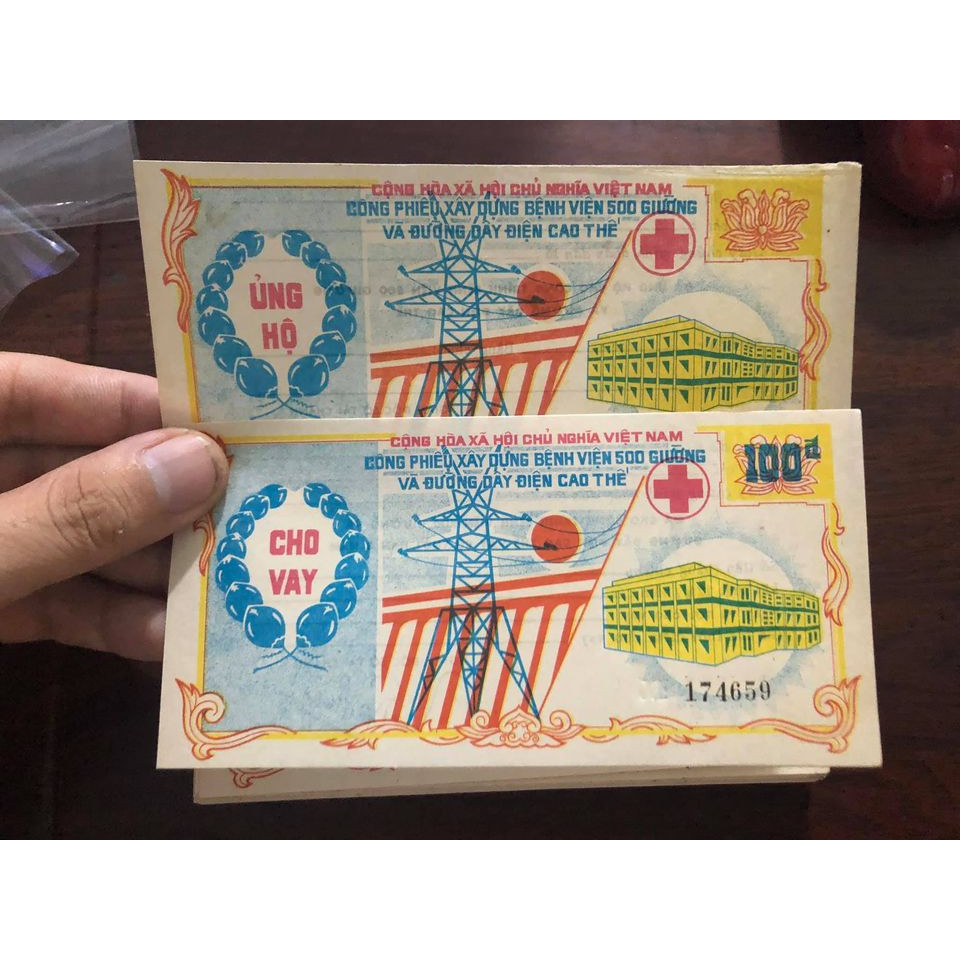 CỘNG HÒA XÃ HỘI CHỦ NGHĨA VIỆT NAM
CÔNG PHIẾU XÂY DỰNG BỆNH VIỆN 500 GIƯỜNG
VÀ ĐƯỜNG DÂY ĐIỆN CAO THẾ
ỦNG
HỘ
CỘNG HÒA XÃ HỘI CHỦ NGHĨA VIỆT NAM
CÔNG PHIẾU XÂY DỰNG BỆNH VIỆN 500 GIƯỜNG
VÀ ĐƯỜNG DÂY ĐIỆN CAO THẾ
100đ
CHO
VAY
174659